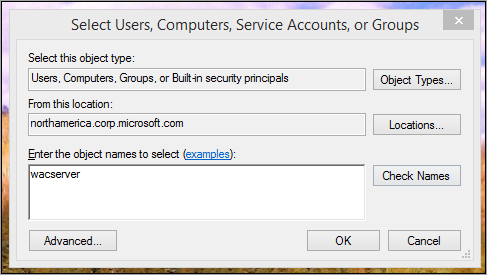 Select Users, Computers, Service Accounts, or Groups
Select this object type:
Users, Computers, Groups, or Built-in security principals
Object Types...
From this location:
northamerica.corp.microsoft.com
Locations...
Enter the object names to select (examples):
wacserver
Check Names
Advanced...
OK
Cancel